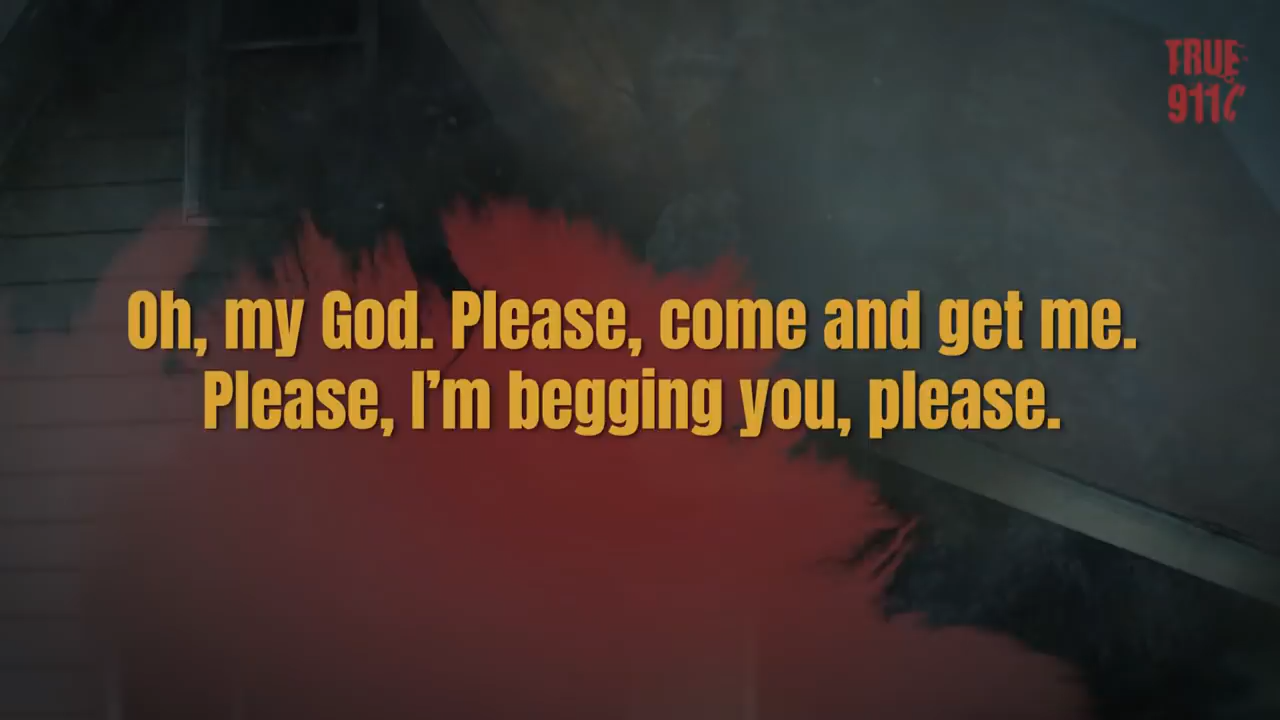 TRUE
911
Oh, my God. Please, come and get me.
Please, I’m begging you, please.